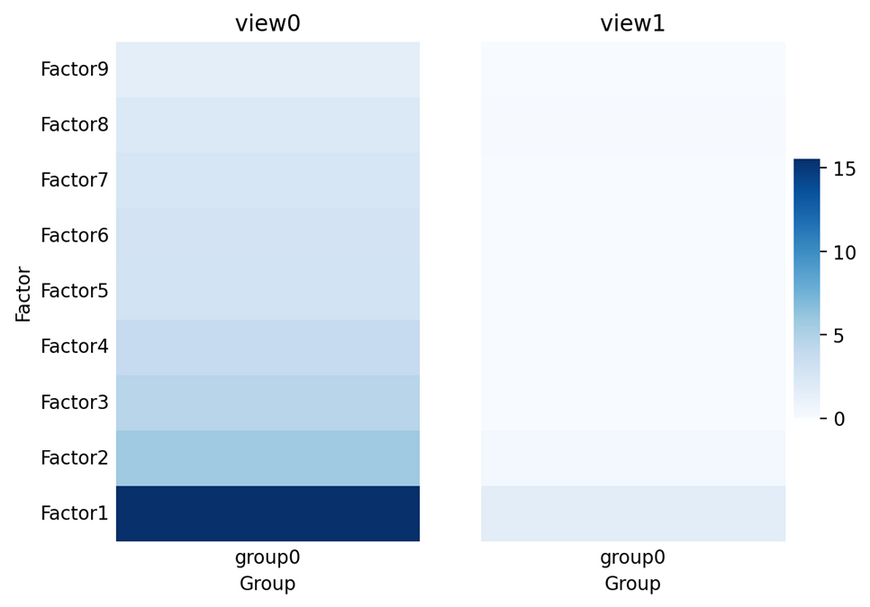 view0
view1
Factor9
Factor8
Factor7
Factor6
Factor5
Factor4
Factor3
Factor2
Factor1
Factor
group0
Group
group0
Group
15
10
5
0